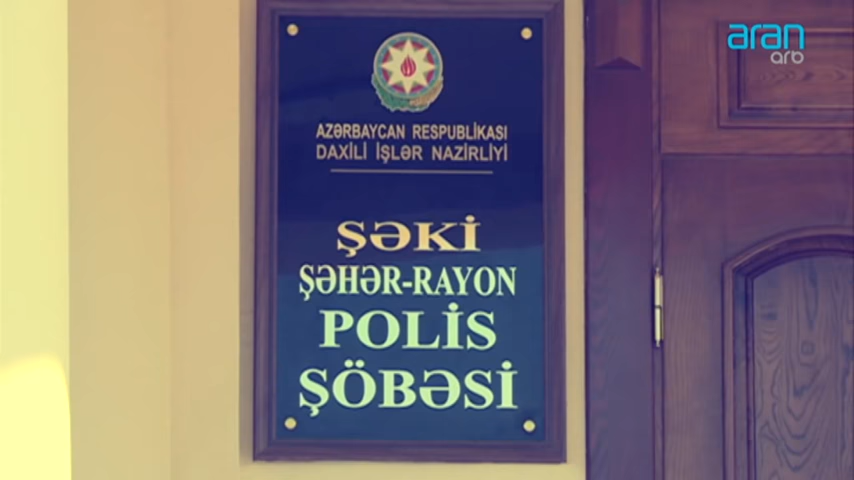 aran
arb
AZƏRBAYCAN RESPUBLİKASI
DAXİLİ İŞLƏR NAZİRLİYİ
ŞƏKİ
ŞƏHƏR-RAYON
POLİS
ŞÖBƏSİ